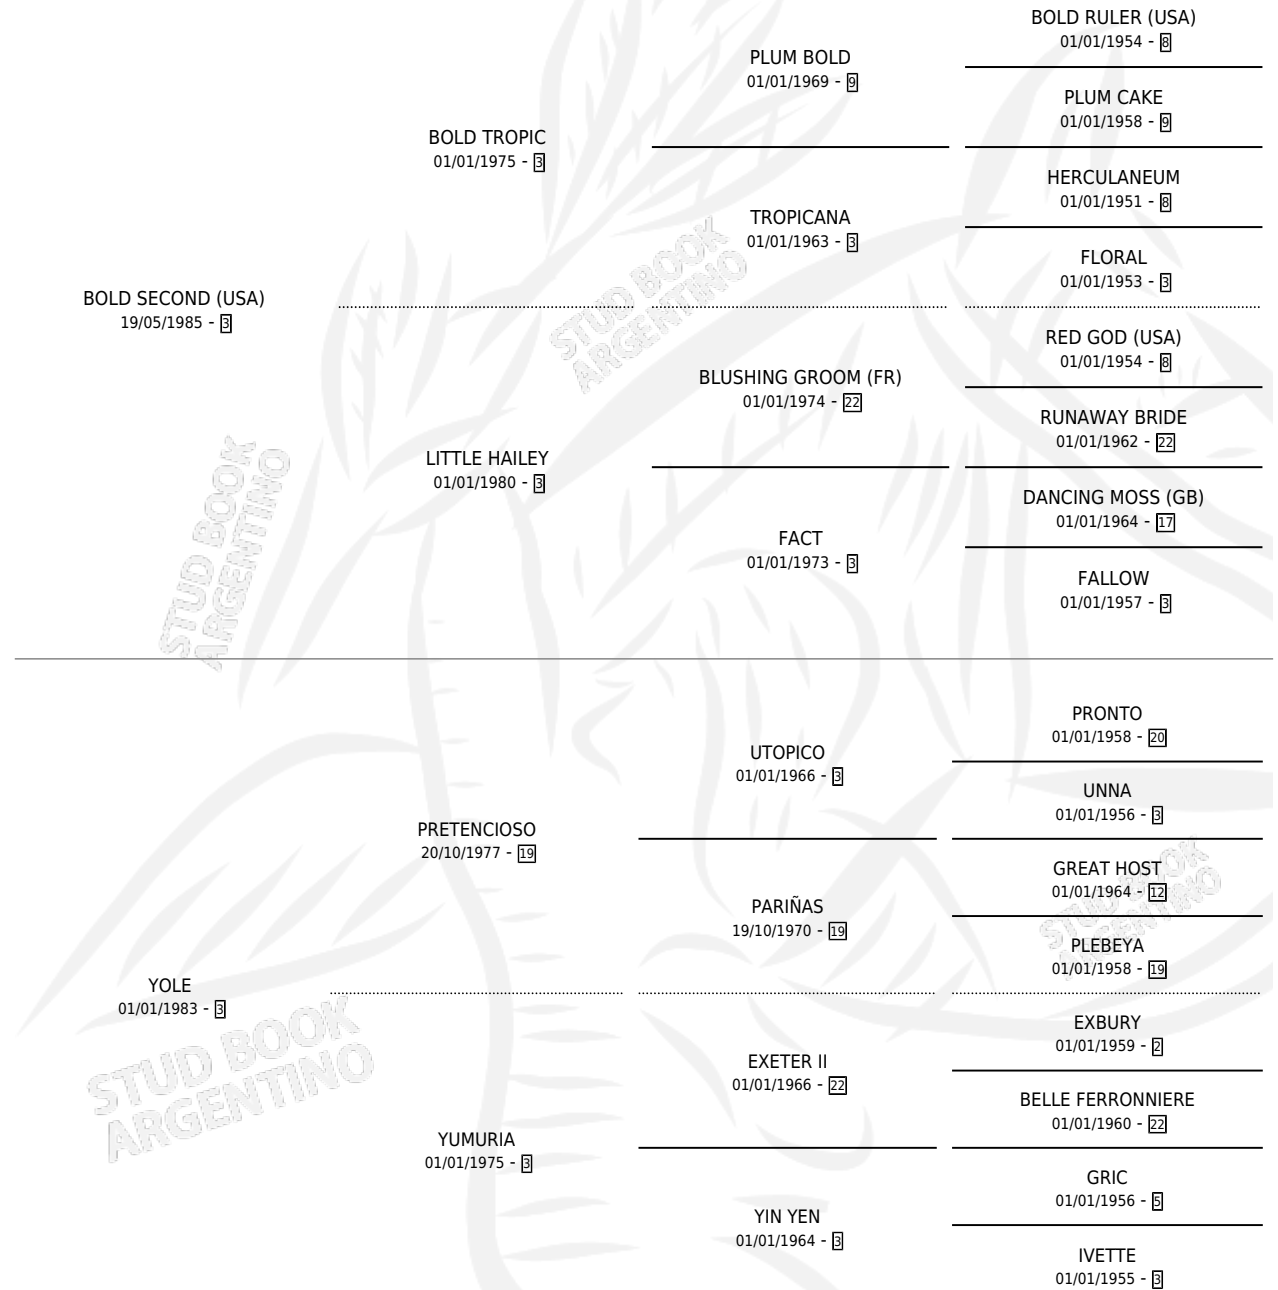 BOLD RULER (USA)
01/01/1954 - 8
PLUM BOLD
01/01/1969 - 9
PLUM CAKE
01/01/1958 - 9
BOLD TROPIC
01/01/1975 - 3
HERCULANEUM
01/01/1951 - 8
TROPICANA
01/01/1963 - 3
FLORAL
01/01/1953 - 3
BOLD SECOND (USA)
19/05/1985 - 3
RED GOD (USA)
01/01/1954 - 8
BLUSHING GROOM (FR)
01/01/1974 - 22
RUNAWAY BRIDE
01/01/1962 - 22
LITTLE HAILEY
01/01/1980 - 3
DANCING MOSS (GB)
01/01/1964 - 17
FACT
01/01/1973 - 3
FALLOW
01/01/1957 - 3
PRONTO
01/01/1958 - 20
UTOPICO
01/01/1966 - 3
UNNA
01/01/1956 - 3
PRETENCIOSO
20/10/1977 - 19
GREAT HOST
01/01/1964 - 12
PARIÑAS
19/10/1970 - 19
PLEBEYA
01/01/1958 - 19
YOLE
01/01/1983 - 3
EXBURY
01/01/1959 - 2
EXETER II
01/01/1966 - 22
BELLE FERRONNIERE
01/01/1960 - 22
YUMURIA
01/01/1975 - 3
GRIC
01/01/1956 - 5
YIN YEN
01/01/1964 - 3
IVETTE
01/01/1955 - 3
STUD BOOK
ARGENTINO
STUD BOOK
ARGENTINO
STUD BOOK
ARGENTINO
STUD BOOK
ARGENTINO